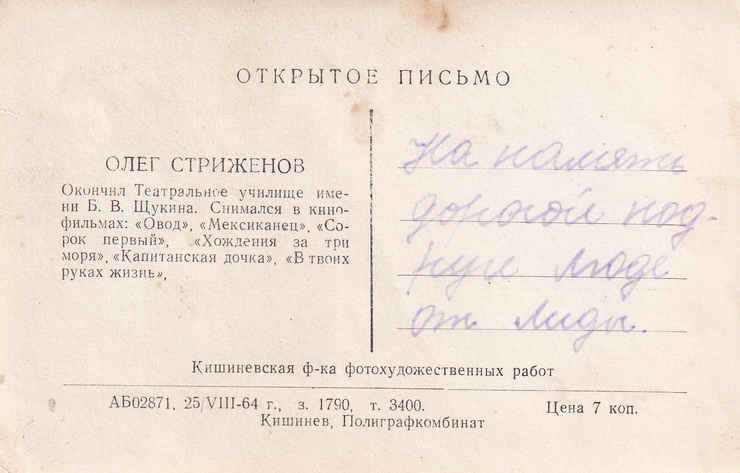 ОТКРЫТОЕ ПИСЬМО
ОЛЕГ СТРИЖЕНОВ
Окончил Театральное училище име-
ни Б. В. Щукина. Снимался в кино-
фильмах: «Овод», «Мексиканец», «Со-
рок первый», «Хождения за три
моря», «Капитанская дочка», «В твоих
руках жизнь»,
На память
дорогой под-
руге Люде
от Лиды.
Кишиневская ф-ка фотохудожественных работ
АБ02871, 25/VIII-64 г., з. 1790, т. 3400. Цена 7 коп.
Кишинев, Полиграфкомбинат